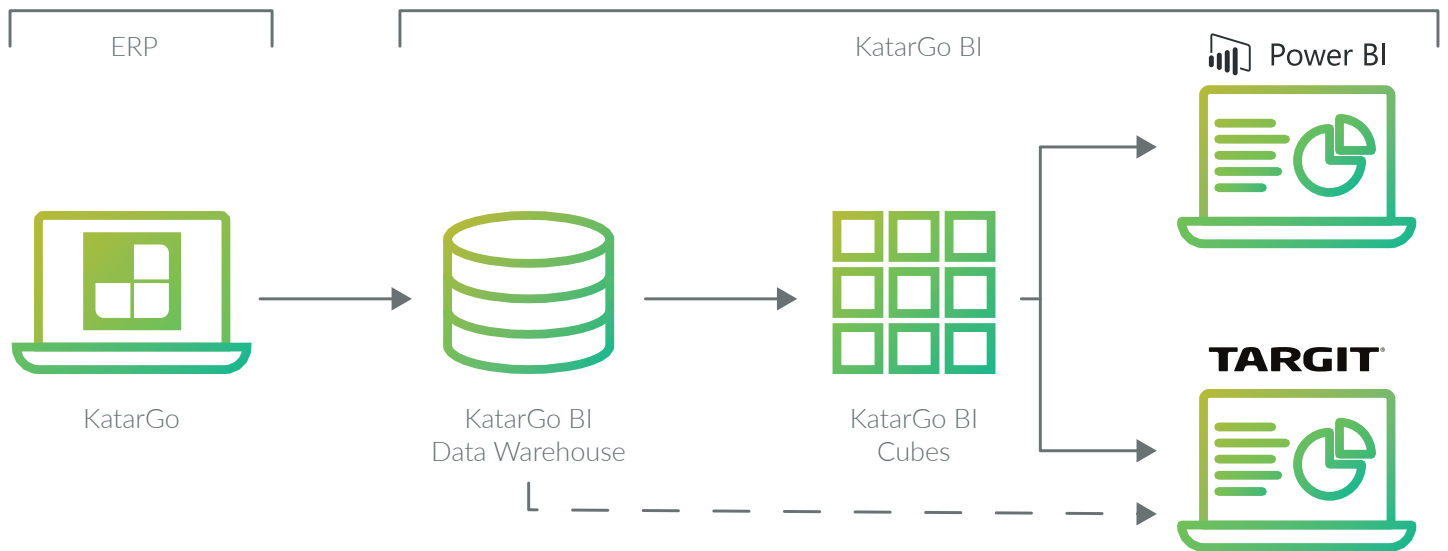 ERP
KatarGo BI
Power BI
TARGIT®
KatarGo
KatarGo BI
Data Warehouse
KatarGo BI
Cubes